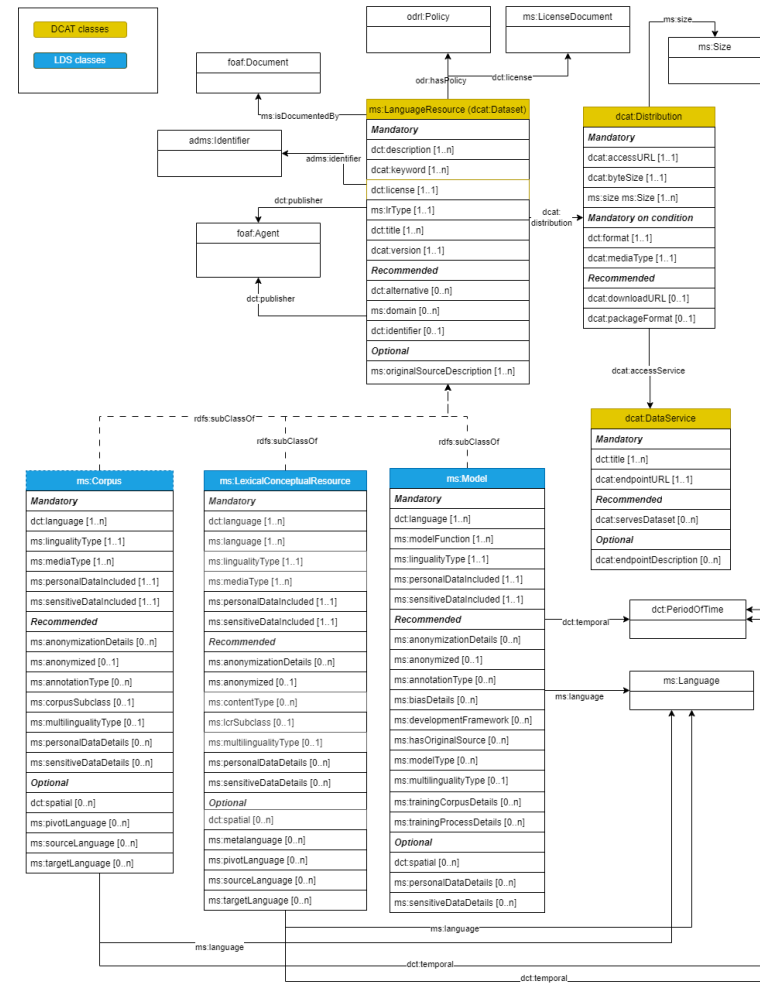 DCAT classes
LDS classes
odrl:Policy
ms:LicenseDocument
ms:size
ms:Size
foaf:Document
odr:hasPolicy
dct:license
ms:isDocumentedBy
adms:Identifier
adms:identifier
dct:publisher
foaf:Agent
dct:publisher
ms:LanguageResource (dcat:Dataset)
Mandatory
dct:description [1..n]
dcat:keyword [1..n]
dct:license [1..1]
ms:lrType [1..1]
dct:title [1..n]
dcat:version [1..1]
Recommended
dct:alternative [0..n]
ms:domain [0..n]
dct:identifier [0..1]
Optional
ms:originalSourceDescription [1..n]
dcat:
distribution
dcat:Distribution
Mandatory
dcat:accessURL [1..1]
dcat:byteSize [1..1]
ms:size ms:Size [1..n]
Mandatory on condition
dct:format [1..1]
dcat:mediaType [1..1]
Recommended
dcat:downloadURL [0..1]
dcat:packageFormat [0..1]
dcat:accessService
dcat:DataService
Mandatory
dct:title [1..n]
dcat:endpointURL [1..1]
Recommended
dcat:servesDataset [0..n]
Optional
dcat:endpointDescription [0..n]
rdfs:subClassOf
rdfs:subClassOf
rdfs:subClassOf
ms:Corpus
Mandatory
dct:language [1..n]
ms:lingualityType [1..1]
ms:mediaType [1..n]
ms:personalDataIncluded [1..1]
ms:sensitiveDataIncluded [1..1]
Recommended
ms:anonymizationDetails [0..n]
ms:anonymized [0..1]
ms:annotationType [0..n]
ms:corpusSubclass [0..1]
ms:multilingualityType [0..1]
ms:personalDataDetails [0..n]
ms:sensitiveDataDetails [0..n]
Optional
dct:spatial [0..n]
ms:pivotLanguage [0..n]
ms:sourceLanguage [0..n]
ms:targetLanguage [0..n]
ms:LexicalConceptualResource
Mandatory
dct:language [1..n]
ms:language [1..n]
ms:lingualityType [1..1]
ms:mediaType [1..n]
ms:personalDataIncluded [1..1]
ms:sensitiveDataIncluded [1..1]
Recommended
ms:anonymizationDetails [0..n]
ms:anonymized [0..1]
ms:contentType [0..n]
ms:lcrSubclass [0..1]
ms:multilingualityType [0..1]
ms:personalDataDetails [0..n]
ms:sensitiveDataDetails [0..n]
Optional
dct:spatial [0..n]
ms:metalanguage [0..n]
ms:pivotLanguage [0..n]
ms:sourceLanguage [0..n]
ms:targetLanguage [0..n]
ms:Model
Mandatory
dct:language [1..n]
ms:modelFunction [1..n]
ms:lingualityType [1..1]
ms:personalDataIncluded [1..1]
ms:sensitiveDataIncluded [1..1]
Recommended
ms:anonymizationDetails [0..n]
ms:anonymized [0..1]
ms:annotationType [0..n]
ms:biasDetails [0..n]
ms:developmentFramework [0..n]
ms:hasOriginalSource [0..n]
ms:modelType [0..n]
ms:multilingualityType [0..1]
ms:trainingCorpusDetails [0..n]
ms:trainingProcessDetails [0..n]
Optional
dct:spatial [0..n]
ms:personalDataDetails [0..n]
ms:sensitiveDataDetails [0..n]
dct:PeriodOfTime
dct:temporal
ms:Language
ms:language
ms:language
ms:language
dct:temporal
dct:temporal